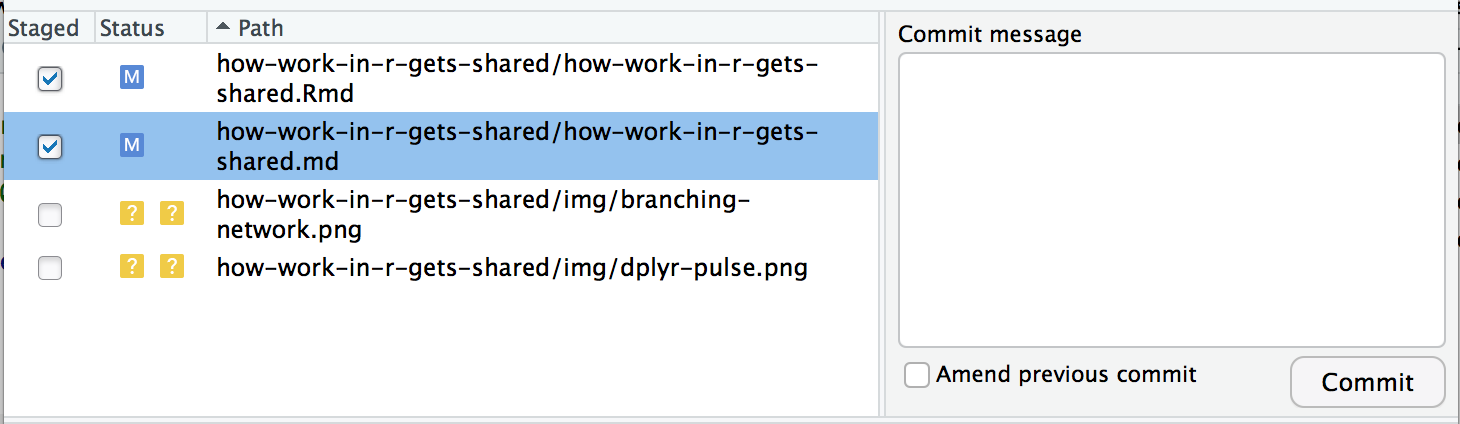 Staged Status Path
how-work-in-r-gets-shared/how-work-in-r-gets-
shared.Rmd
M
how-work-in-r-gets-shared/how-work-in-r-gets-
shared.md
M
how-work-in-r-gets-shared/img/branching-
network.png
? ?
? ? how-work-in-r-gets-shared/img/dplyr-pulse.png
Commit message
Amend previous commit
Commit